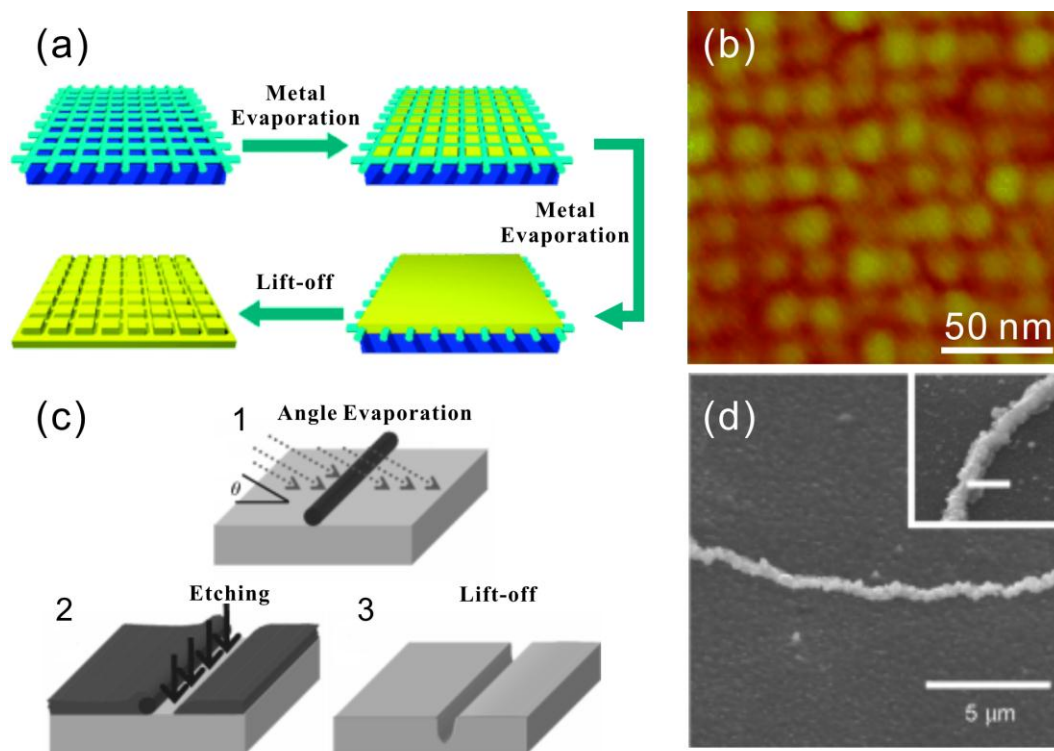 (a)
Metal
Evaporation
Metal
Evaporation
Lift-off
(b)
50 nm
(c)
1
Angle Evaporation
θ
2
Etching
3
Lift-off
(d)
5 μm